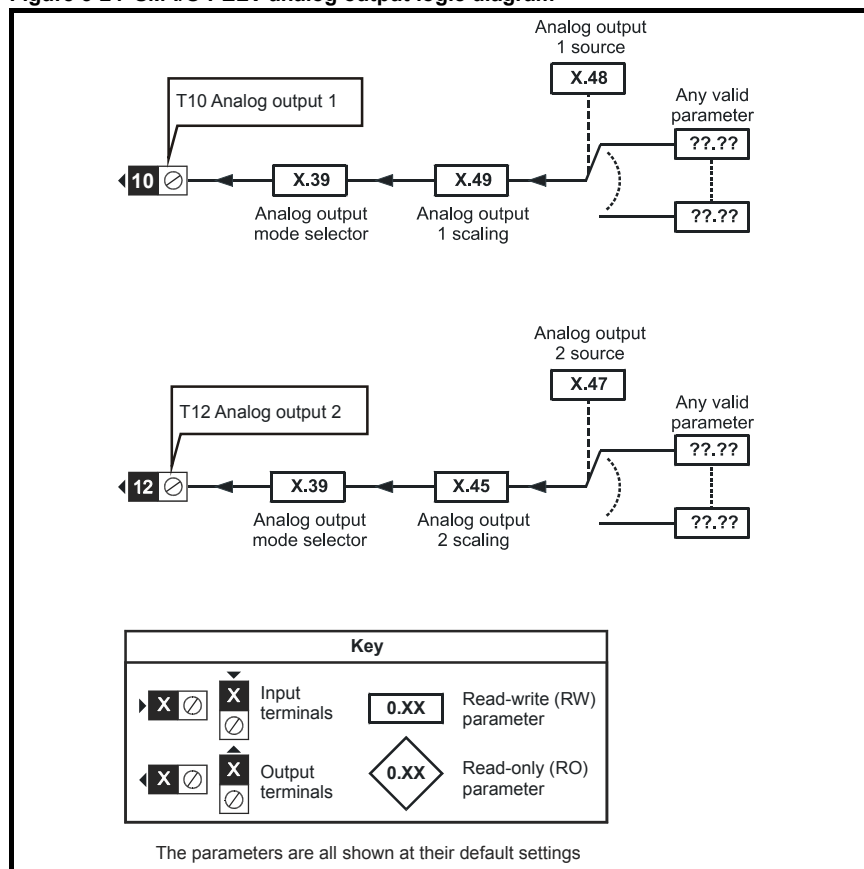 Figure analog output logic diagram
Analog output
1 source
X.48
T10 Analog output 1
Any valid
parameter
??.??
10
X.39
X.49
??.??
Analog output
mode selector
Analog output
1 scaling
Analog output
2 source
X.47
T12 Analog output 2
Any valid
parameter
??.??
12
X.39
X.45
??.??
Analog output
mode selector
Analog output
2 scaling
Key
X
X
Input
terminals
0.XX
Read-write (RW)
parameter
X
X
Output
terminals
0.XX
Read-only (RO)
parameter
The parameters are all shown at their default settings